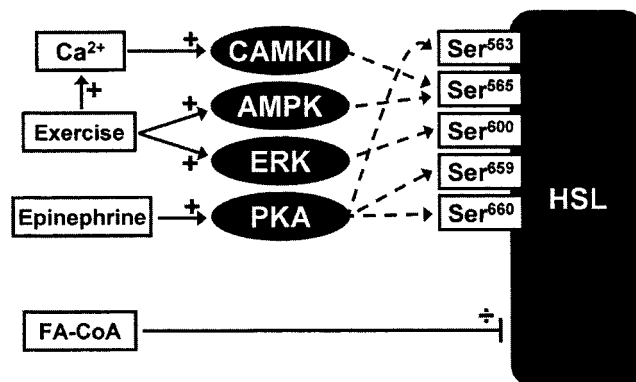 Ca²⁺ + CAMKII Ser⁵⁶³
+ AMPK Ser⁵⁶⁵
Exercise + ERK Ser⁶⁰⁰
+
Ser⁶⁵⁹
Epinephrine + PKA Ser⁶⁶⁰
HSL
FA-CoA ÷